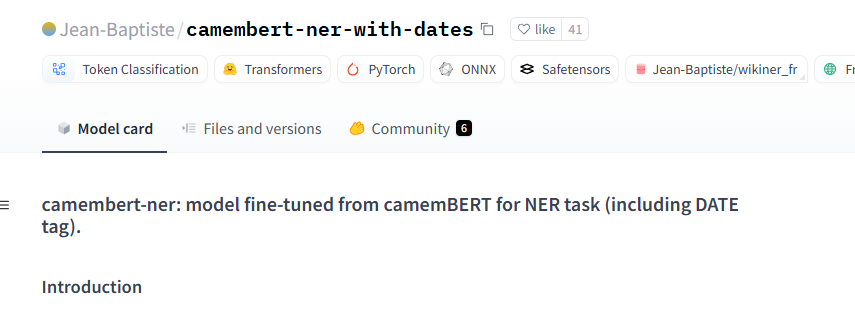 Jean-Baptiste/camembert-ner-with-dates like 41
Token Classification Transformers PyTorch ONNX Safetensors Jean-Baptiste/wikiner_fr
Model card Files and versions Community 6
camembert-ner: model fine-tuned from camemBERT for NER task (including DATE
tag).
Introduction